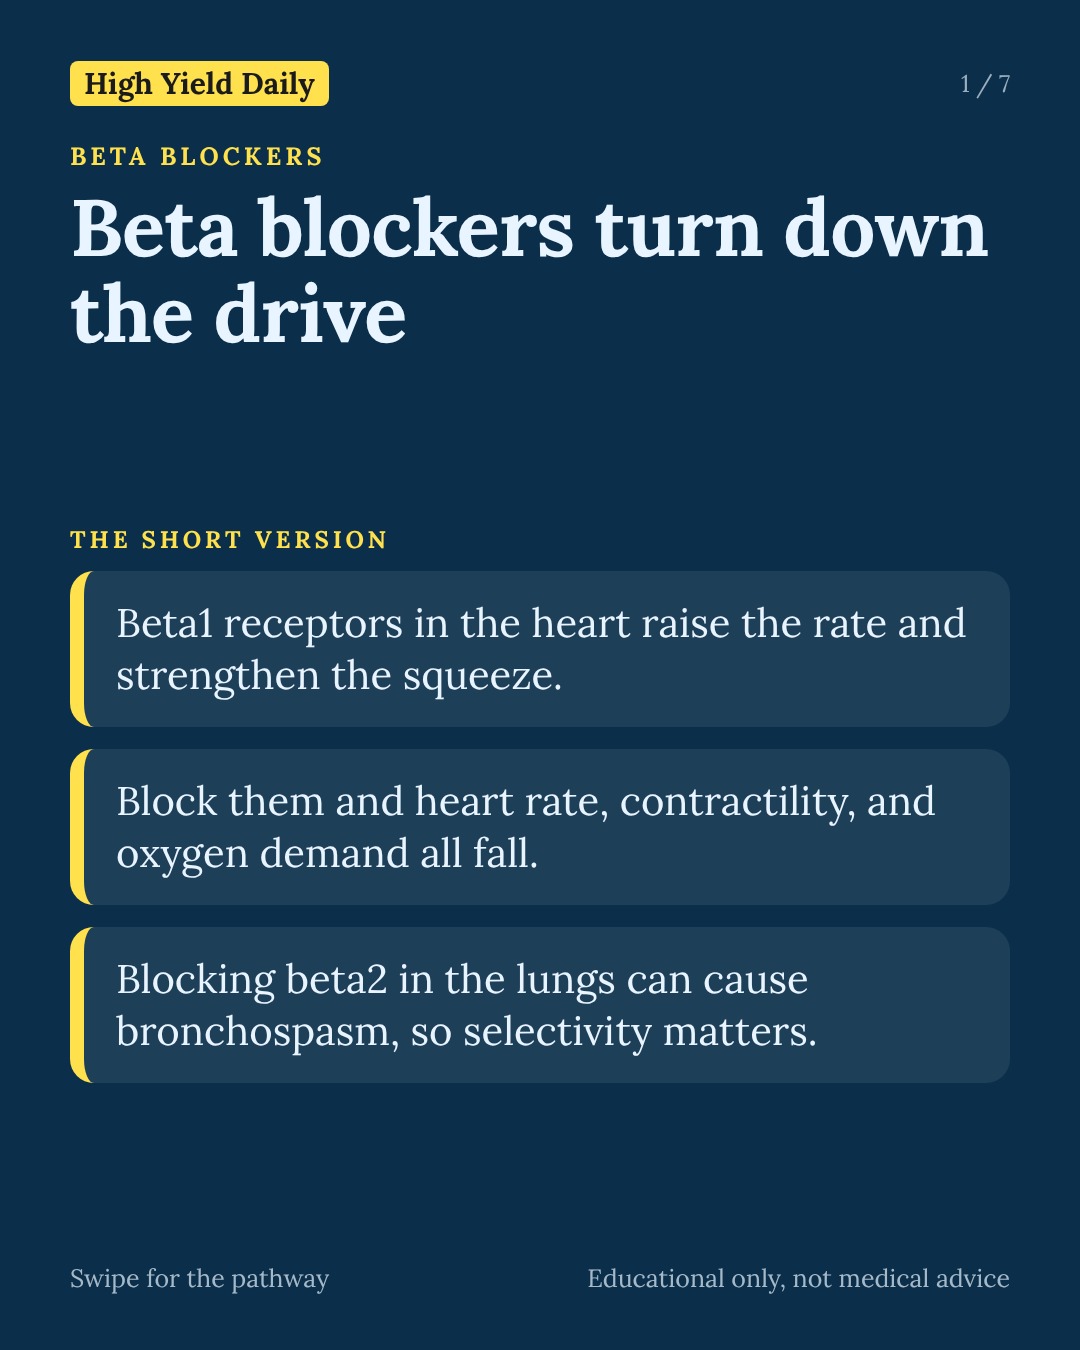 High Yield Daily
1 / 7
BETA BLOCKERS
Beta blockers turn down
the drive
THE SHORT VERSION
Beta1 receptors in the heart raise the rate and
strengthen the squeeze.
Block them and heart rate, contractility, and
oxygen demand all fall.
Blocking beta2 in the lungs can cause
bronchospasm, so selectivity matters.
Swipe for the pathway
Educational only, not medical advice